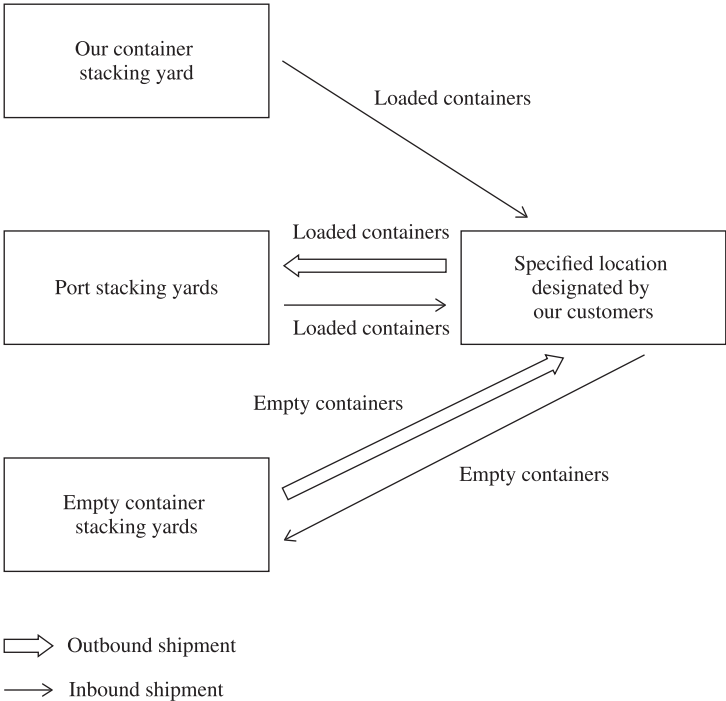 Our container
stacking yard
Loaded containers
Loaded containers
Port stacking yards
Specified location
designated by
our customers
Loaded containers
Empty containers
Empty containers
Empty container
stacking yards
Outbound shipment
Inbound shipment